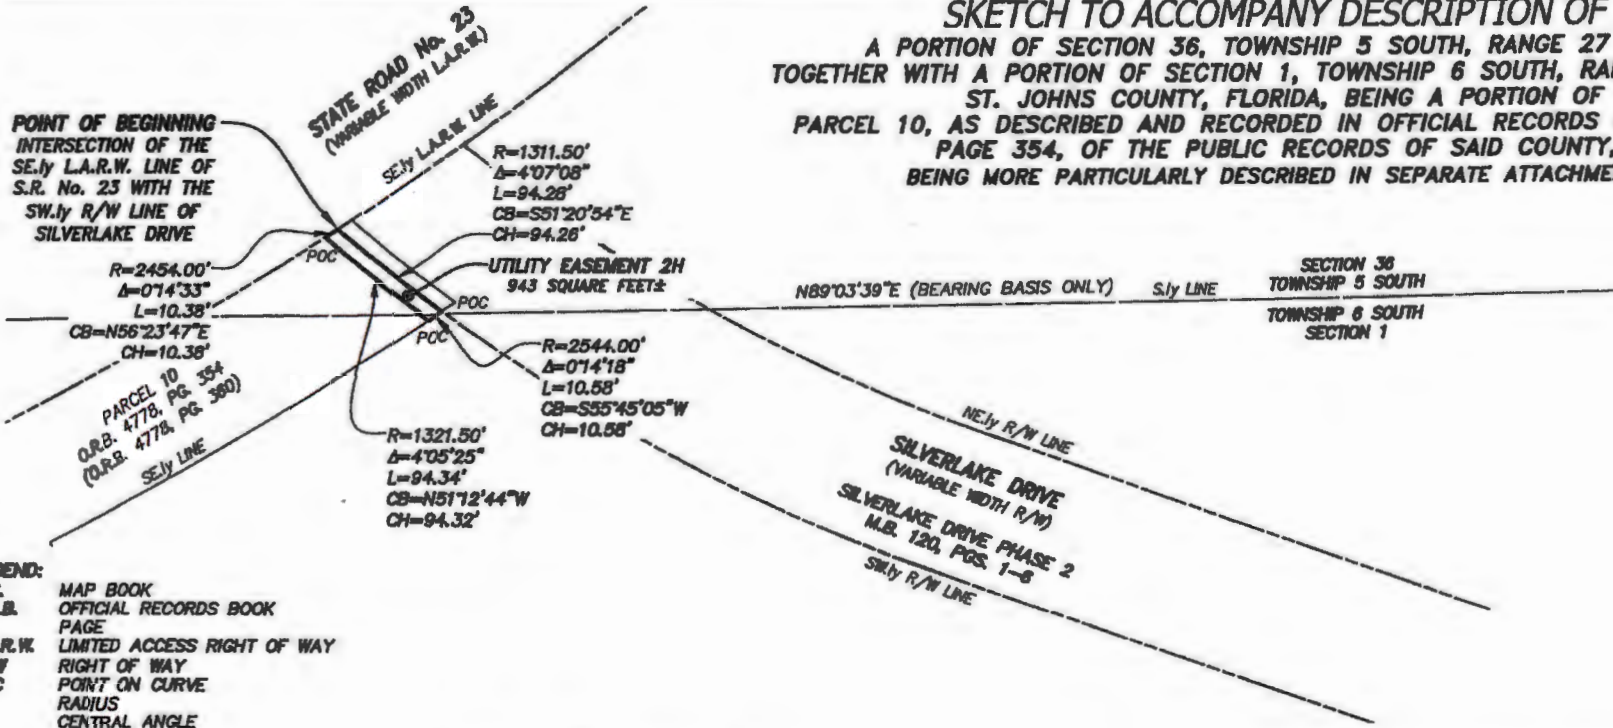 SKETCH TO ACCOMPANY DESCRIPTION OF
A PORTION OF SECTION 36, TOWNSHIP 5 SOUTH, RANGE 27
TOGETHER WITH A PORTION OF SECTION 1, TOWNSHIP 6 SOUTH,
ST. JOHNS COUNTY, FLORIDA, BEING A PORTION OF
PARCEL 10, AS DESCRIBED AND RECORDED IN OFFICIAL RECORDS
PAGE 354, OF THE PUBLIC RECORDS OF SAID COUNTY,
BEING MORE PARTICULARLY DESCRIBED IN SEPARATE
STATE ROAD No. 23
(VARIABLE WIDTH L.A.R.W.)
SE.ly L.A.R.W. LINE
POINT OF BEGINNING
INTERSECTION OF THE
SE.ly L.A.R.W. LINE OF
S.R. No. 23 WITH THE
SW.ly R/W LINE OF
SILVERLAKE DRIVE
R=1311.50'
Δ=4°07'08"
L=94.28'
CB=S51°20'54"E
CH=94.26'
POC
R=2454.00'
Δ=0°14'33"
L=10.38'
CB=N56°23'47"E
CH=10.38'
UTILITY EASEMENT 2H
943 SQUARE FEET±
POC
POC
N89°03'39"E (BEARING BASIS ONLY)
S.ly LINE
SECTION 36
TOWNSHIP 5 SOUTH
TOWNSHIP 6 SOUTH
SECTION 1
R=2544.00'
Δ=0°14'18"
L=10.58'
CB=S55°45'05"W
CH=10.58'
PARCEL 10
O.R.B. 4778, PG. 354
(O.R.B. 4778, PG. 360)
SE.ly LINE
R=1321.50'
Δ=4°05'25"
L=94.34'
CB=N51°12'44"W
CH=94.32'
NE.ly R/W LINE
SILVERLAKE DRIVE
(VARIABLE WIDTH R/W)
SILVERLAKE DRIVE PHASE 2
M.B. 120, PGS. 1-6
SW.ly R/W LINE
MAP BOOK
OFFICIAL RECORDS BOOK
PAGE
LIMITED ACCESS RIGHT OF WAY
RIGHT OF WAY
POINT ON CURVE
RADIUS
CENTRAL ANGLE